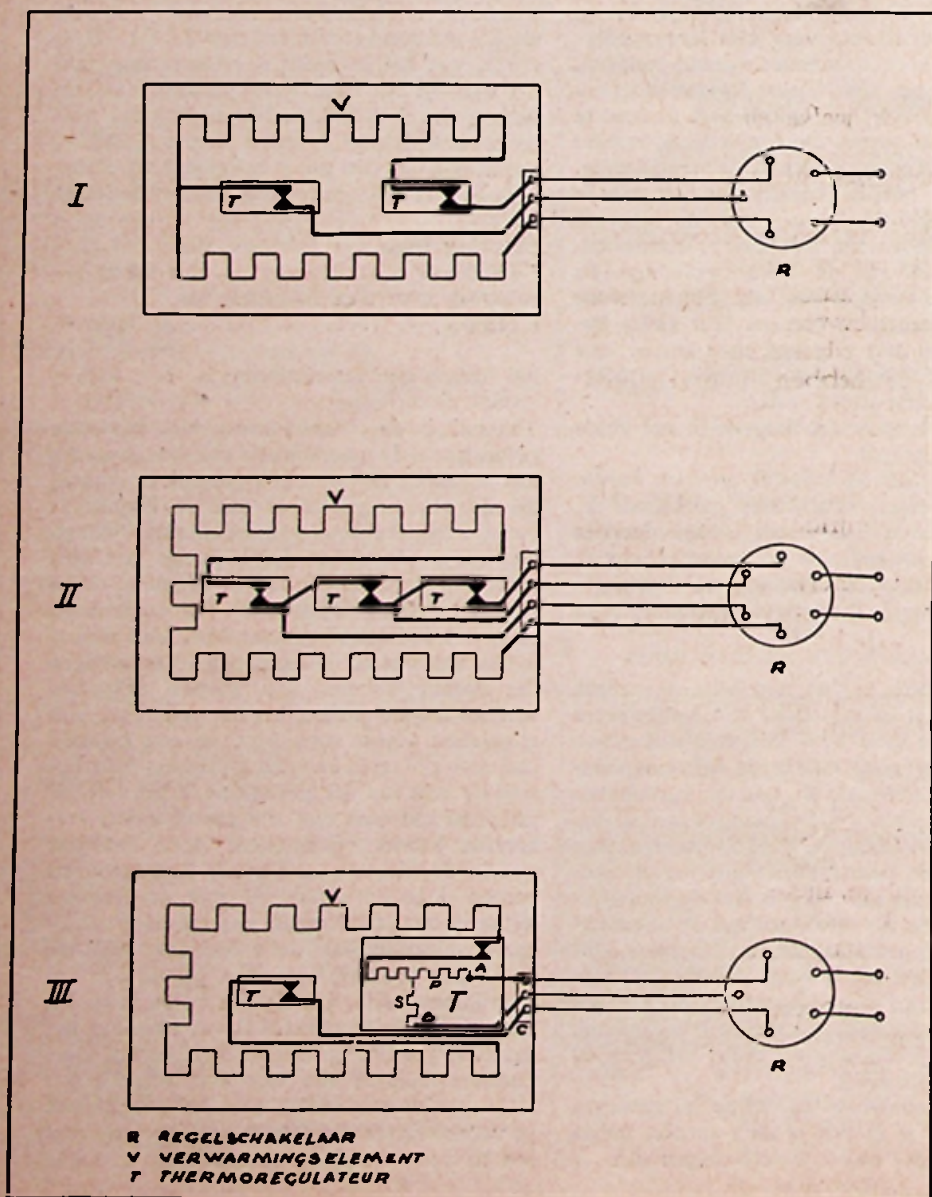 V
I
T T
R
V
II
T T T
R
V
A
P
III
T S T
R
R REGELSCHAKELAAR
V VERWARMINGSELEMENT
T THERMOREGULATEUR